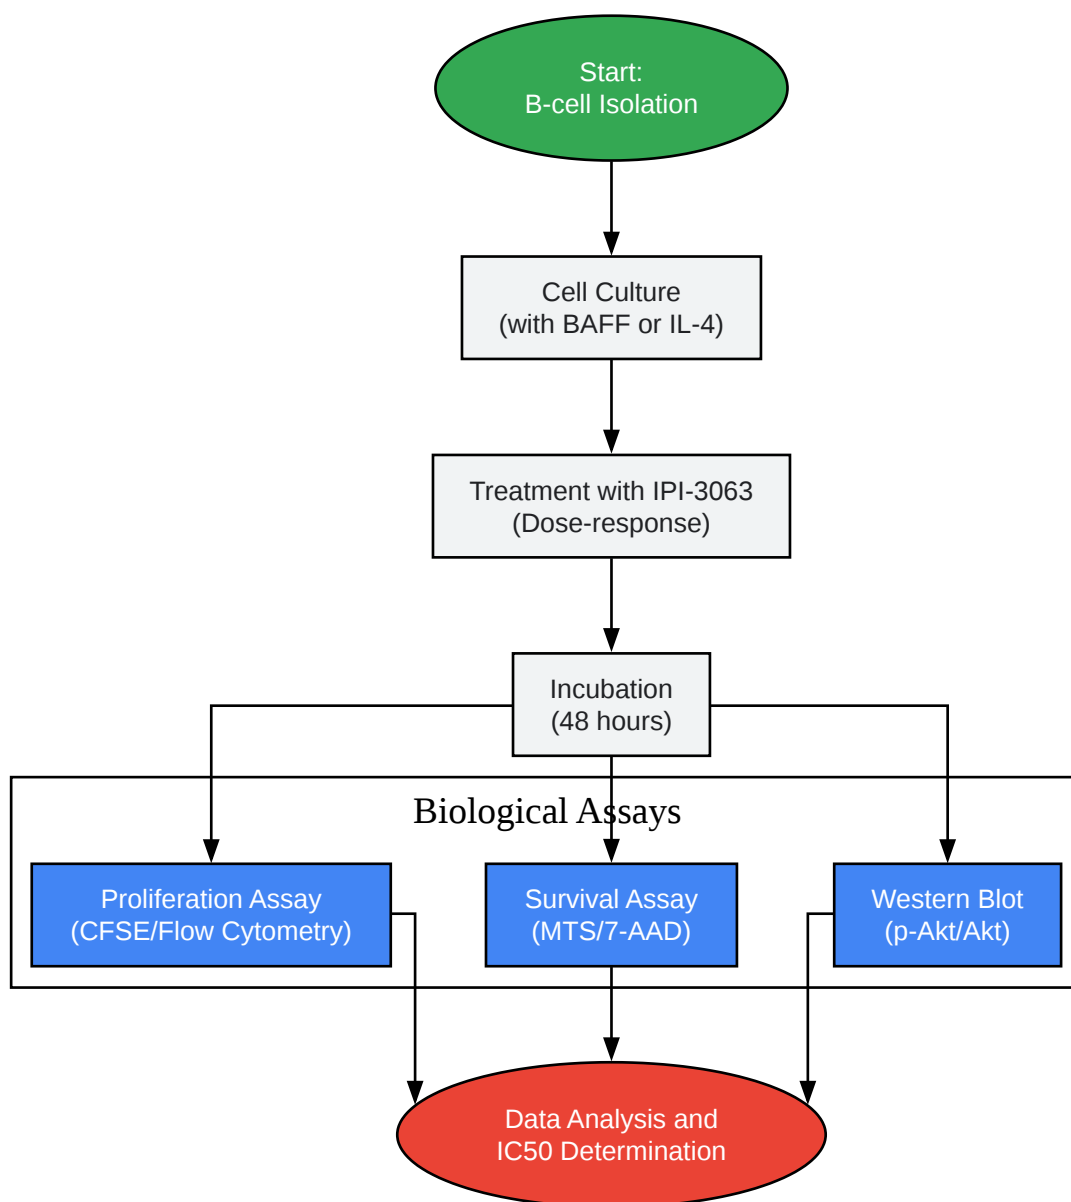 Start:
B-cell Isolation
Cell Culture
(with BAFF or IL-4)
Treatment with IPI-3063
(Dose-response)
Incubation
(48 hours)
Biological Assays
Proliferation Assay
(CFSE/Flow Cytometry)
Survival Assay
(MTS/7-AAD)
Western Blot
(p-Akt/Akt)
Data Analysis and
IC50 Determination